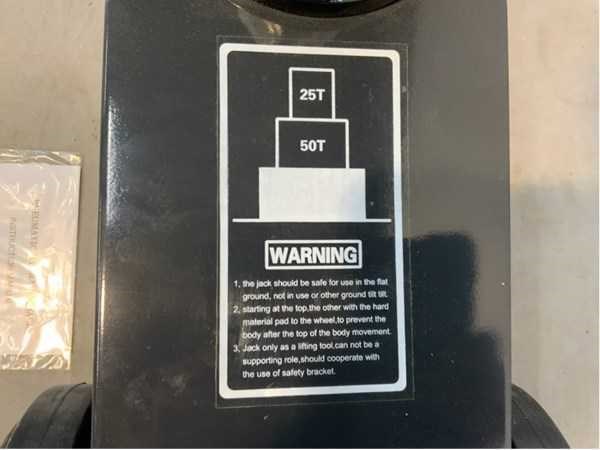 25T
50T
WARNING
1, the jack should be safe for use in the flat
ground, not in use or other ground tilt tilt.
2, starting at the top,the other with the hard
material pad to the wheel,to prevent the
body after the top of the body movement.
3, Jack only as a lifting tool,can not be a
supporting role,should cooperate with
the use of safety bracket.